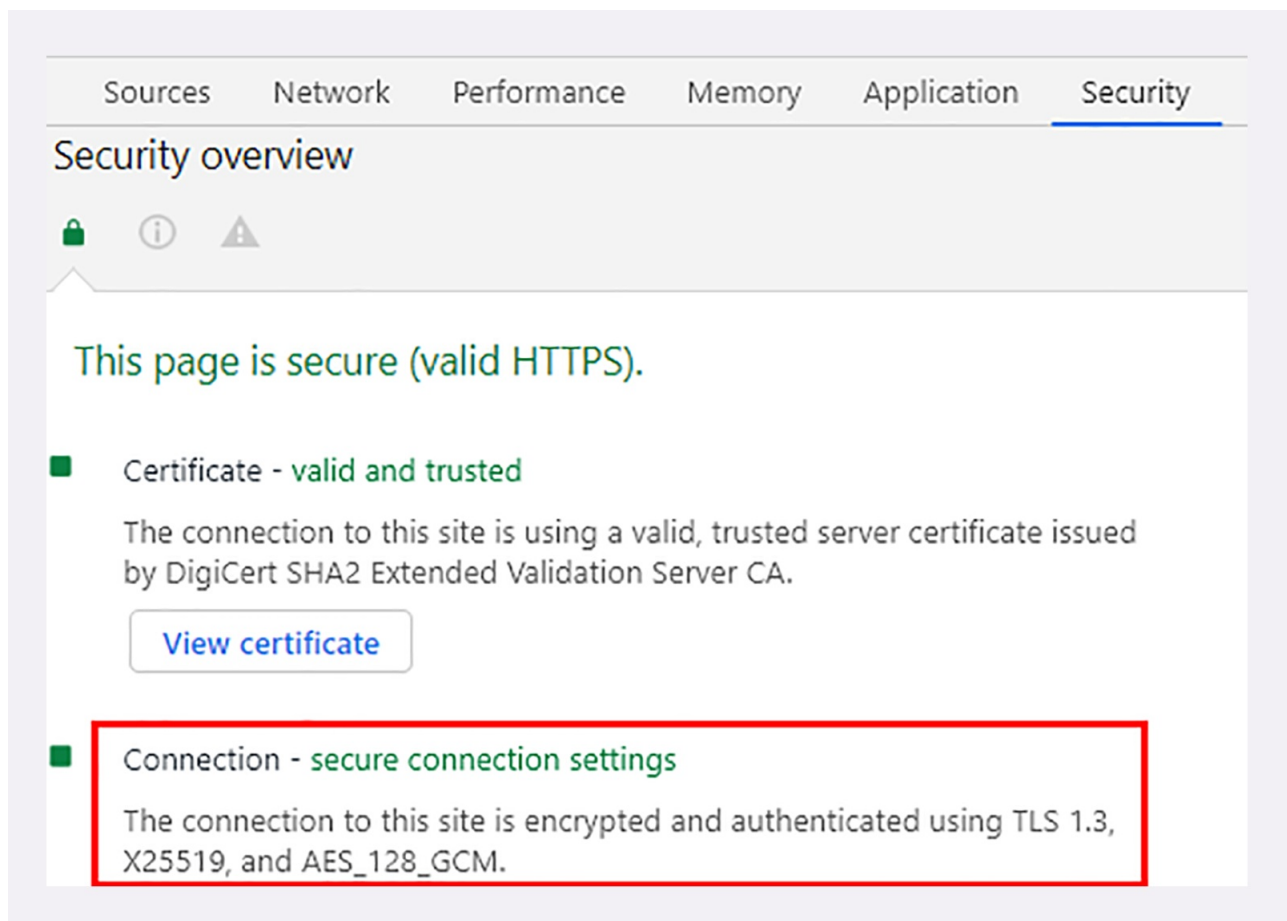 Sources Network Performance Memory Application Security
Security overview
This page is secure (valid HTTPS).
Certificate - valid and trusted
The connection to this site is using a valid, trusted server certificate issued
by DigiCert SHA2 Extended Validation Server CA.
View certificate
Connection - secure connection settings
The connection to this site is encrypted and authenticated using TLS 1.3,
X25519, and AES_128_GCM.